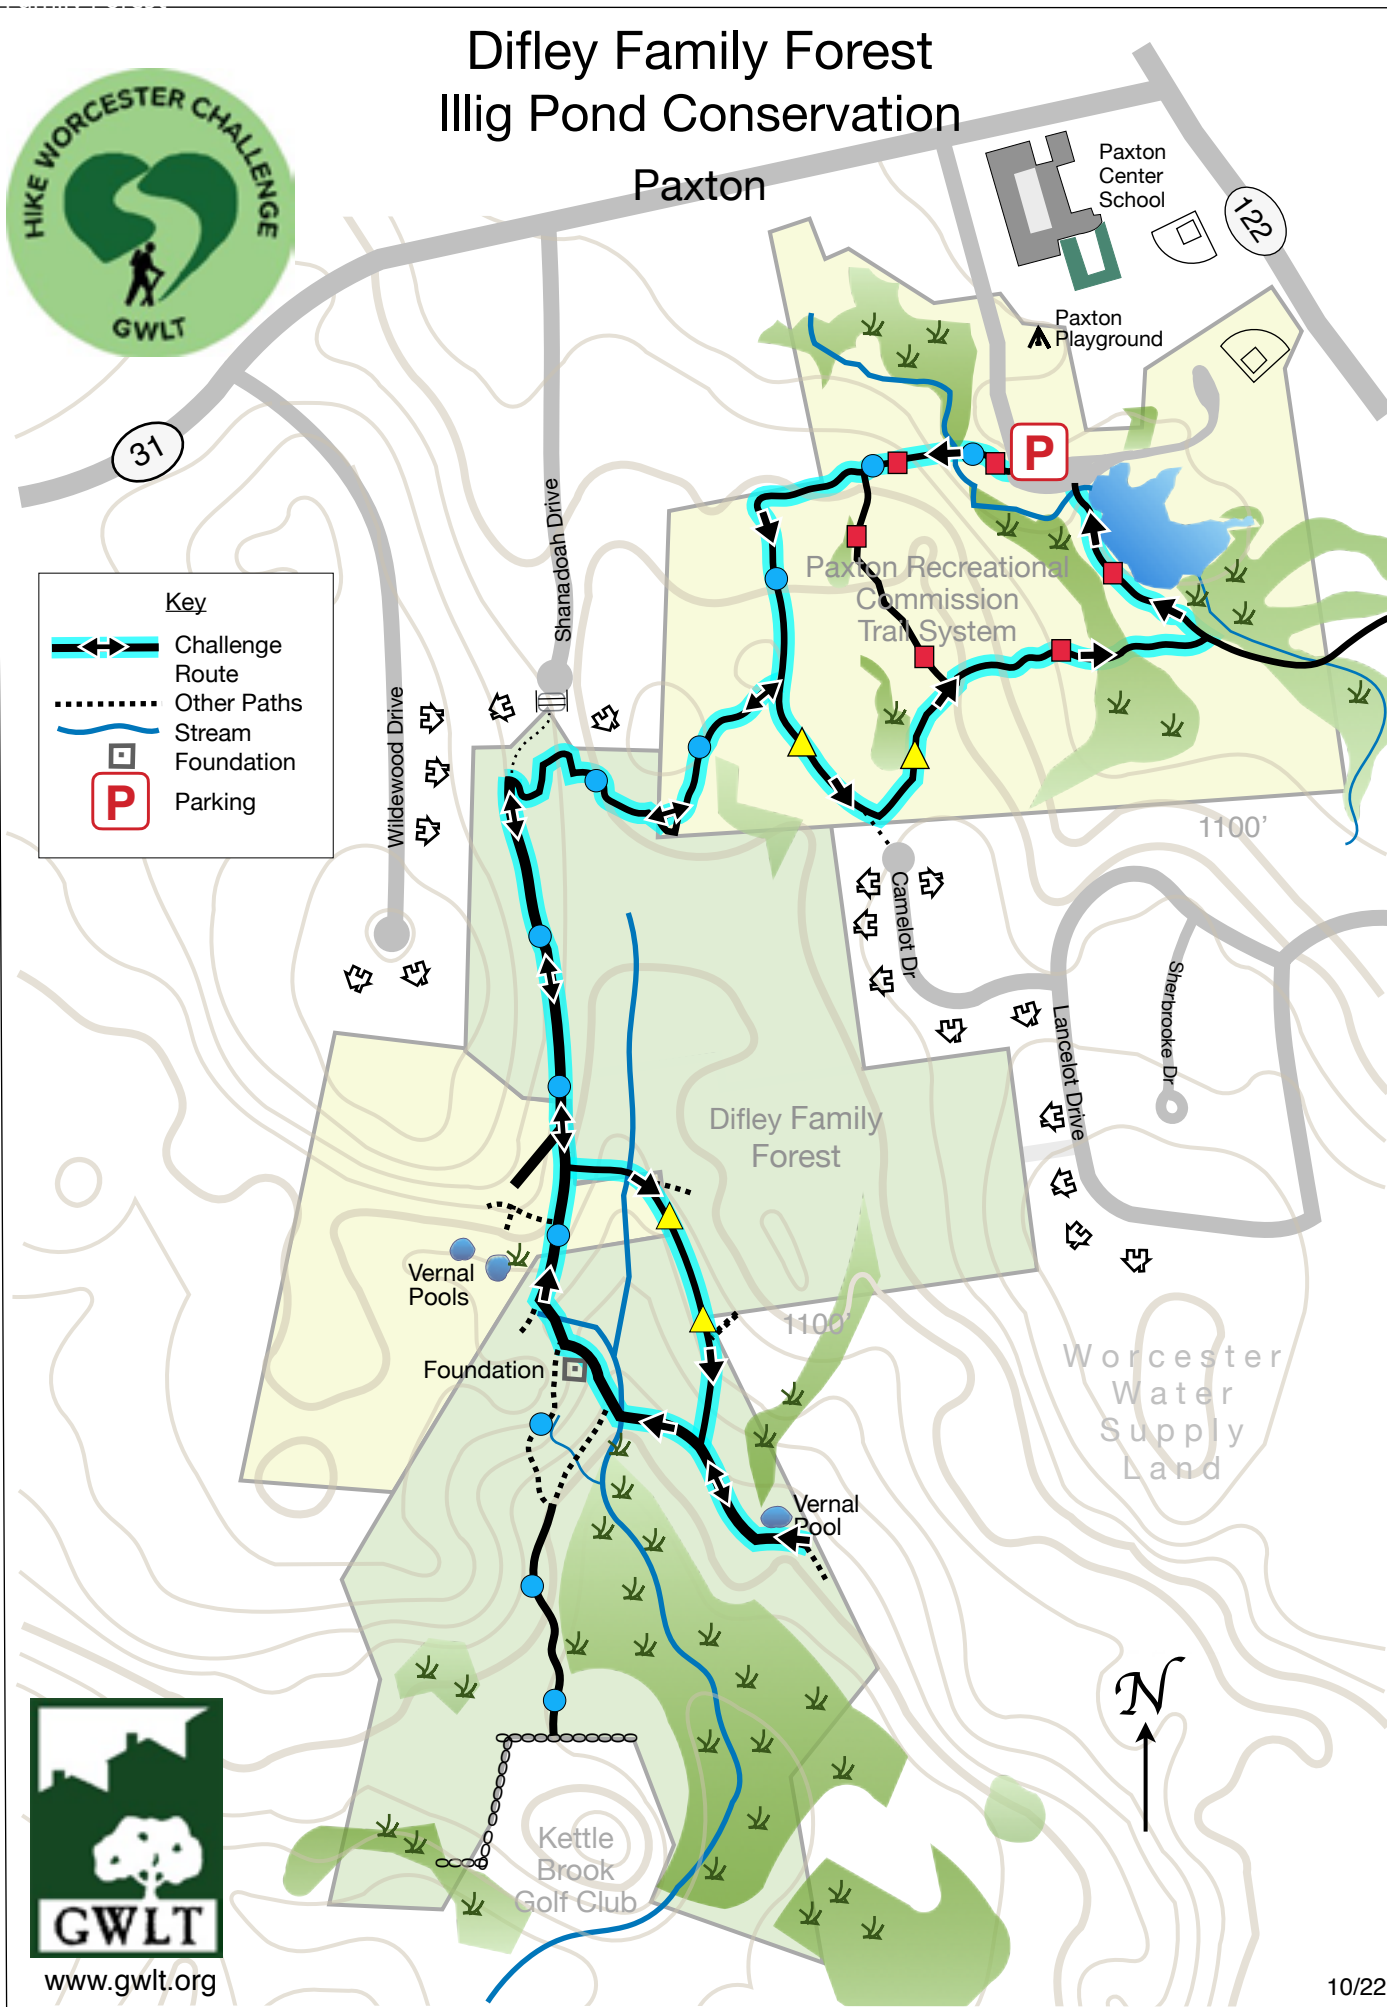 Difley Family Forest
Illig Pond Conservation
Paxton
HIKE WORCESTER CHALLENGE
GWLT
Paxton
Center
School
122
Paxton
Playground
31
P
Shanadoah Drive
Paxton Recreational
Commission
Trail System
Key
Challenge
Route
Other Paths
Stream
Foundation
P
Parking
Wildewood Drive
1100'
Camelot Dr
Sherbrooke Dr
Lancelot Drive
Difley Family
Forest
Vernal
Pools
1100'
Foundation
Worcester
Water
Supply
Land
Vernal
Pool
N
Kettle
Brook
Golf Club
GWLT
www.gwlt.org
10/22